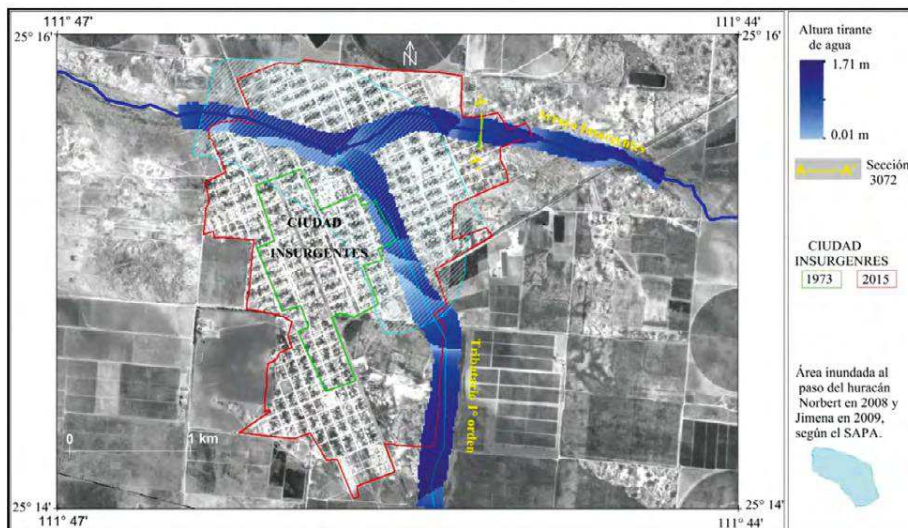 111° 47'
111° 44'
25° 16'
25° 16'
N
Arroyo Insurgentes
CIUDAD
INSURGENTES
Tributario 1° orden
0
1 km
25° 14'
25° 14'
111° 47'
111° 44'
Altura tirante
de agua
1.71 m
0.01 m
A
A'
Sección
3072
CIUDAD
INSURGENRES
1973
2015
Área inundada al
paso del huracán
Norbert en 2008 y
Jimena en 2009,
según el SAPA.